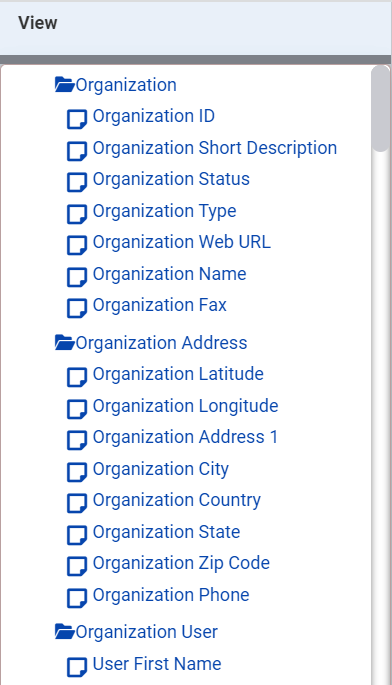 View
Organization
Organization ID
Organization Short Description
Organization Status
Organization Type
Organization Web URL
Organization Name
Organization Fax
Organization Address
Organization Latitude
Organization Longitude
Organization Address 1
Organization City
Organization Country
Organization State
Organization Zip Code
Organization Phone
Organization User
User First Name